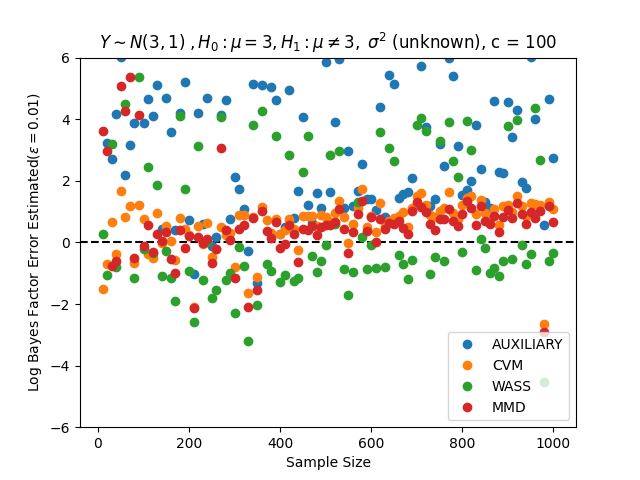 Y ∼ N(3, 1) , H₀ : μ = 3, H₁ : μ ≠ 3, σ² (unknown), c = 100
Log Bayes Factor Error Estimated(ε = 0.01)
6
4
2
0
−2
−4
−6
0
200
400
600
800
1000
Sample Size
AUXILIARY
CVM
WASS
MMD